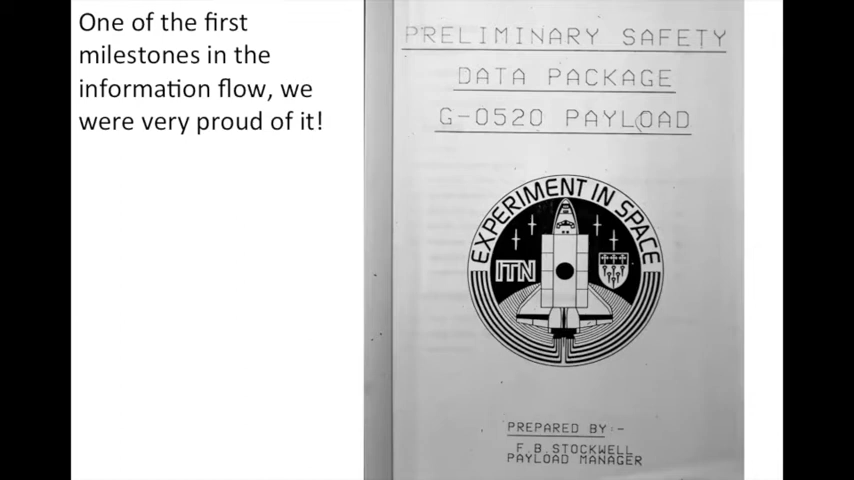 One of the first
milestones in the
information flow, we
were very proud of it!
PRELIMINARY SAFETY
DATA PACKAGE
G-0520 PAYLOAD
EXPERIMENT IN SPACE
ITN
PREPARED BY:-
F.B.STOCKWELL
PAYLOAD MANAGER